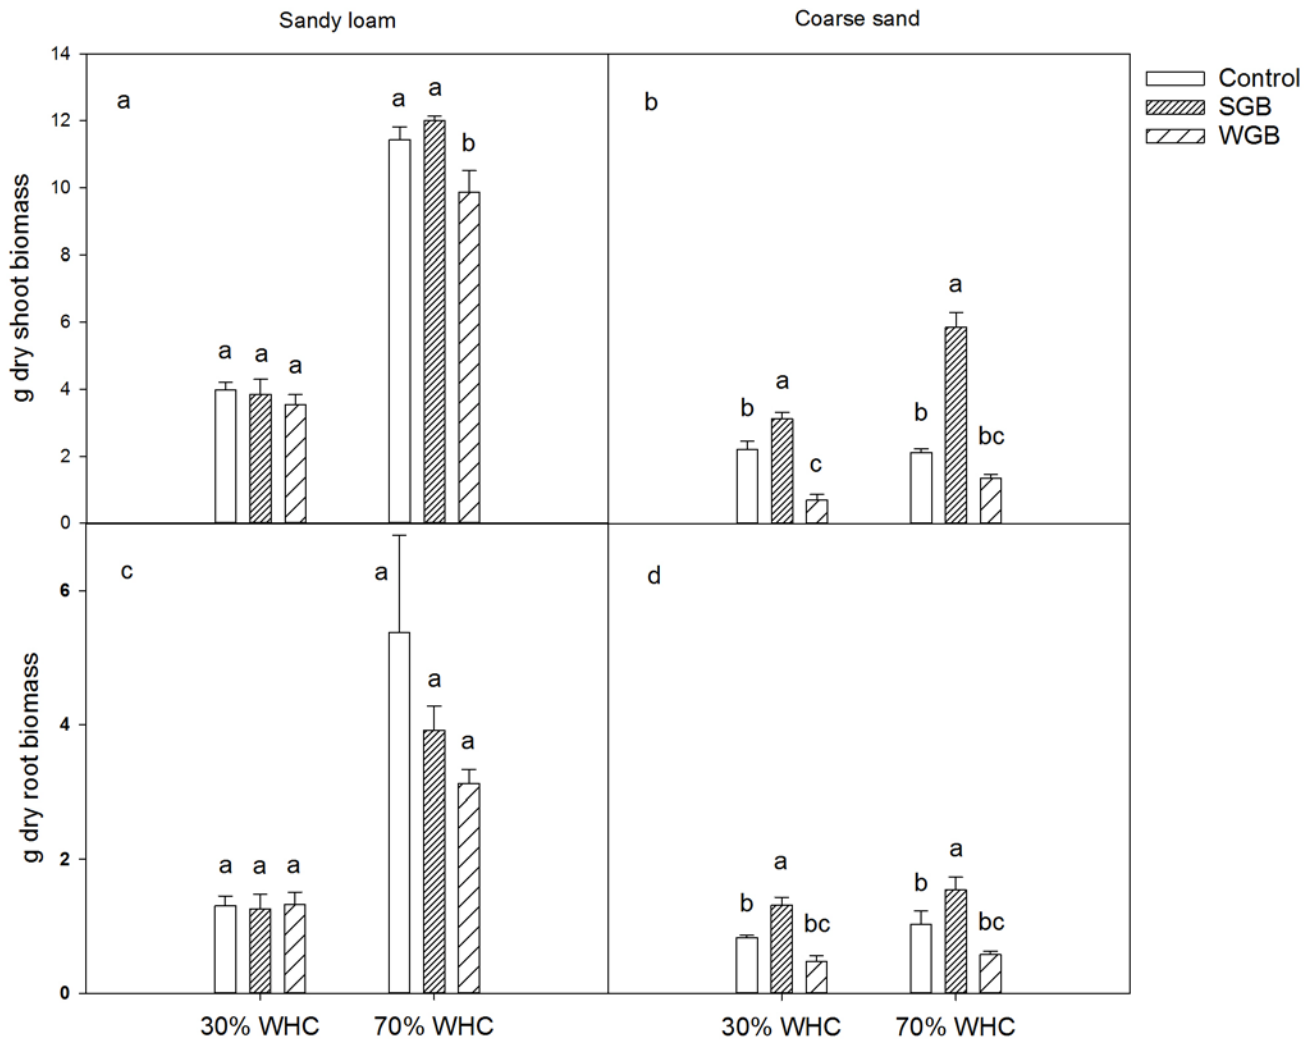 Sandy loam
Coarse sand
Control
SGB
WGB
g dry shoot biomass
14
12
10
8
6
4
2
0
a
a
a
b
a
a
a
b
b
a
c
b
a
bc
g dry root biomass
6
4
2
0
c
a
a
a
a
a
a
d
b
a
bc
b
a
bc
30% WHC
70% WHC
30% WHC
70% WHC